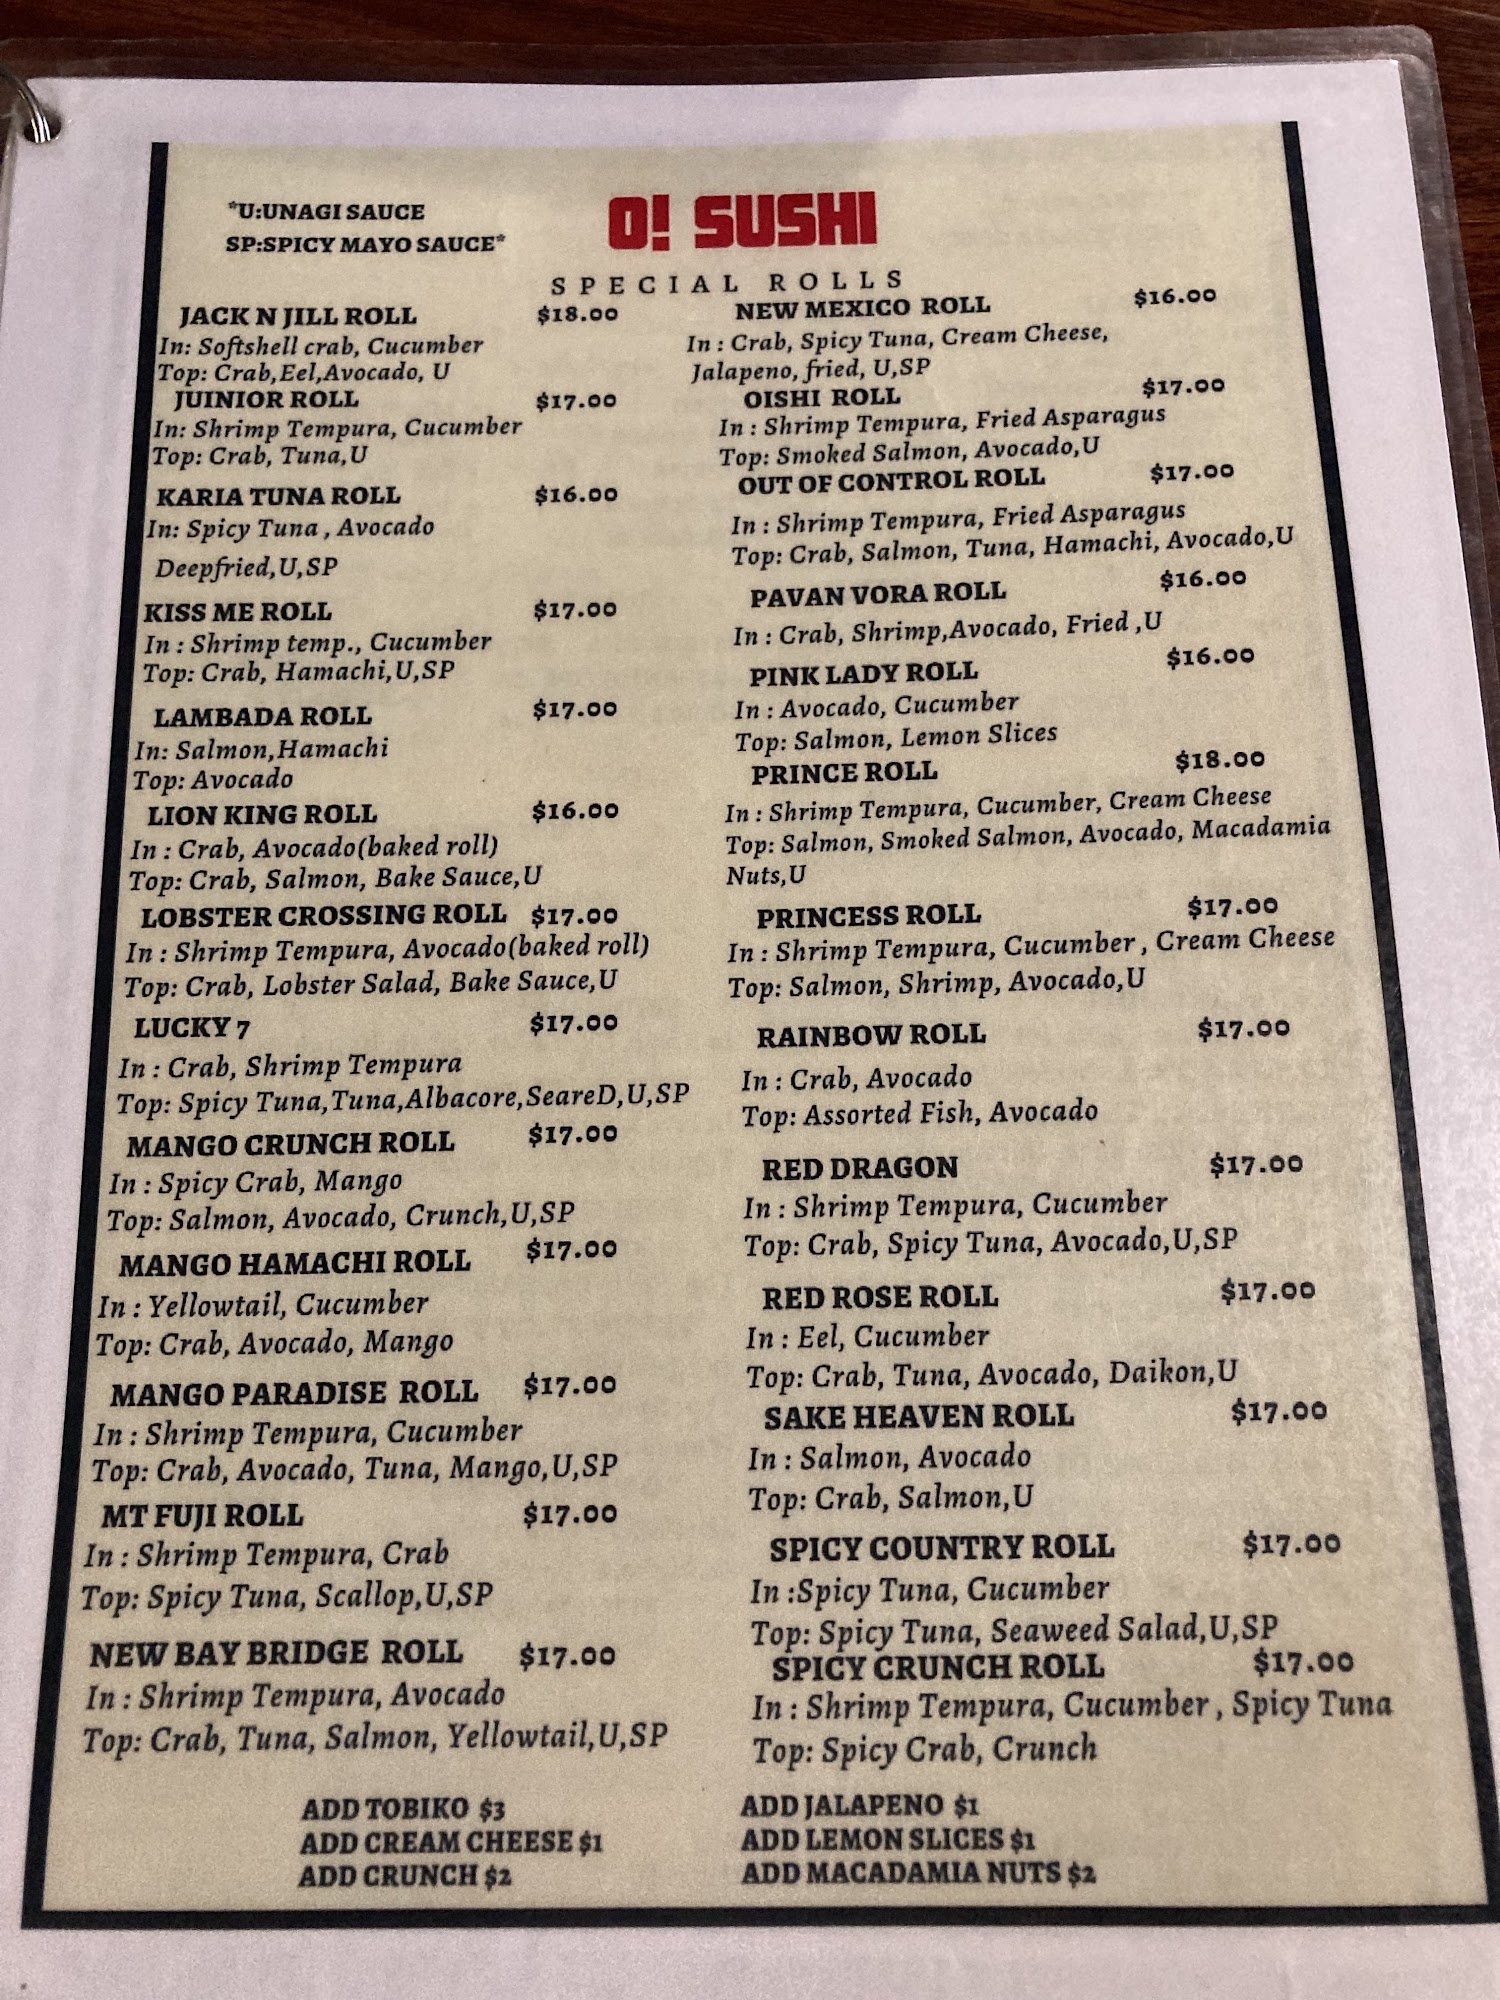 *U:UNAGI SAUCE
SP:SPICY MAYO SAUCE*
O! SUSHI
SPECIAL ROLLS
JACK N JILL ROLL $18.00
In: Softshell crab, Cucumber
Top: Crab,Eel,Avocado, U
JUINIOR ROLL $17.00
In: Shrimp Tempura, Cucumber
Top: Crab, Tuna,U
KARIA TUNA ROLL $16.00
In: Spicy Tuna , Avocado
Deepfried,U,SP
KISS ME ROLL $17.00
In : Shrimp temp., Cucumber
Top: Crab, Hamachi,U,SP
LAMBADA ROLL $17.00
In: Salmon,Hamachi
Top: Avocado
LION KING ROLL $16.00
In : Crab, Avocado(baked roll)
Top: Crab, Salmon, Bake Sauce,U
LOBSTER CROSSING ROLL $17.00
In : Shrimp Tempura, Avocado(baked roll)
Top: Crab, Lobster Salad, Bake Sauce,U
LUCKY 7 $17.00
In : Crab, Shrimp Tempura
Top: Spicy Tuna,Tuna,Albacore,SeareD,U,SP
MANGO CRUNCH ROLL $17.00
In : Spicy Crab, Mango
Top: Salmon, Avocado, Crunch,U,SP
MANGO HAMACHI ROLL $17.00
In : Yellowtail, Cucumber
Top: Crab, Avocado, Mango
MANGO PARADISE ROLL $17.00
In : Shrimp Tempura, Cucumber
Top: Crab, Avocado, Tuna, Mango,U,SP
MT FUJI ROLL $17.00
In : Shrimp Tempura, Crab
Top: Spicy Tuna, Scallop,U,SP
NEW BAY BRIDGE ROLL $17.00
In : Shrimp Tempura, Avocado
Top: Crab, Tuna, Salmon, Yellowtail,U,SP
NEW MEXICO ROLL $16.00
In : Crab, Spicy Tuna, Cream Cheese,
Jalapeno, fried, U,SP
OISHI ROLL $17.00
In : Shrimp Tempura, Fried Asparagus
Top: Smoked Salmon, Avocado,U
OUT OF CONTROL ROLL $17.00
In : Shrimp Tempura, Fried Asparagus
Top: Crab, Salmon, Tuna, Hamachi, Avocado,U
PAVAN VORA ROLL $16.00
In : Crab, Shrimp,Avocado, Fried ,U
PINK LADY ROLL $16.00
In : Avocado, Cucumber
Top: Salmon, Lemon Slices
PRINCE ROLL $18.00
In : Shrimp Tempura, Cucumber, Cream Cheese
Top: Salmon, Smoked Salmon, Avocado, Macadamia
Nuts,U
PRINCESS ROLL $17.00
In : Shrimp Tempura, Cucumber , Cream Cheese
Top: Salmon, Shrimp, Avocado,U
RAINBOW ROLL $17.00
In : Crab, Avocado
Top: Assorted Fish, Avocado
RED DRAGON $17.00
In : Shrimp Tempura, Cucumber
Top: Crab, Spicy Tuna, Avocado,U,SP
RED ROSE ROLL $17.00
In : Eel, Cucumber
Top: Crab, Tuna, Avocado, Daikon,U
SAKE HEAVEN ROLL $17.00
In : Salmon, Avocado
Top: Crab, Salmon,U
SPICY COUNTRY ROLL $17.00
In :Spicy Tuna, Cucumber
Top: Spicy Tuna, Seaweed Salad,U,SP
SPICY CRUNCH ROLL $17.00
In : Shrimp Tempura, Cucumber , Spicy Tuna
Top: Spicy Crab, Crunch
ADD TOBIKO $3
ADD CREAM CHEESE $1
ADD CRUNCH $2
ADD JALAPENO $1
ADD LEMON SLICES $1
ADD MACADAMIA NUTS $2